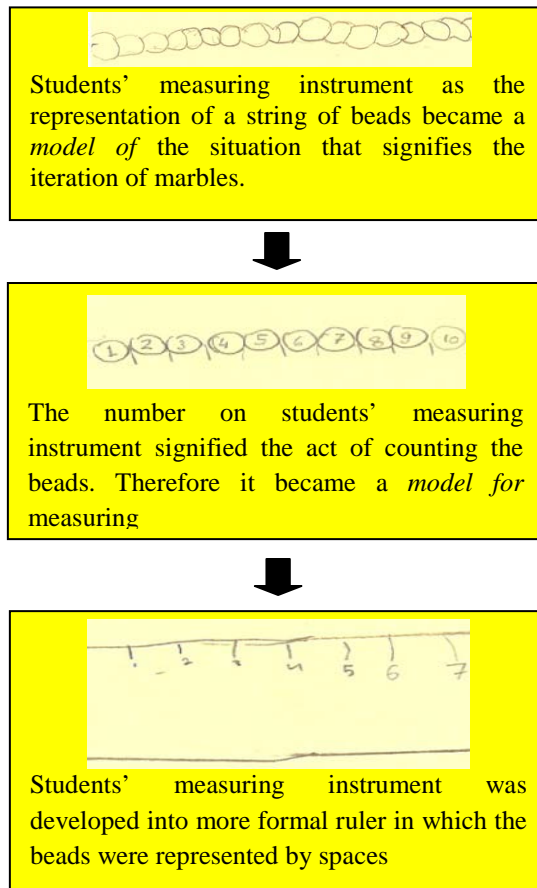 Students' measuring instrument as the
representation of a string of beads became a
model of the situation that signifies the
iteration of marbles.
1 2 3 4 5 6 7 8 9 10
The number on students' measuring
instrument signified the act of counting the
beads. Therefore it became a model for
measuring
1 2 3 4 5 6 7
Students' measuring instrument was
developed into more formal ruler in which the
beads were represented by spaces